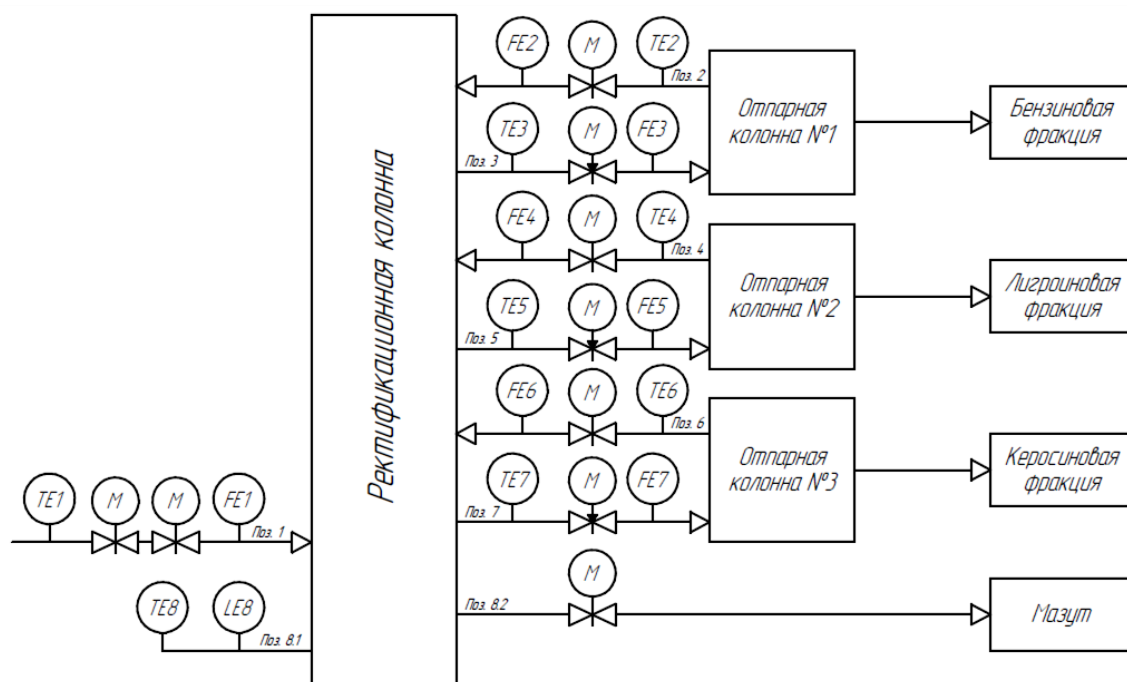 FE2
M
TE2
Поз. 2
TE3
M
FE3
Поз. 3
Отпарная
колонна №1
Бензиновая
фракция
FE4
M
TE4
Поз. 4
TE5
M
FE5
Поз. 5
Отпарная
колонна №2
Лигроиновая
фракция
FE6
M
TE6
Поз. 6
TE7
M
FE7
Поз. 7
Отпарная
колонна №3
Керосиновая
фракция
Ректификационная колонна
TE1
M
M
FE1
Поз. 1
TE8
LE8
Поз. 8.1
M
Поз. 8.2
Мазут